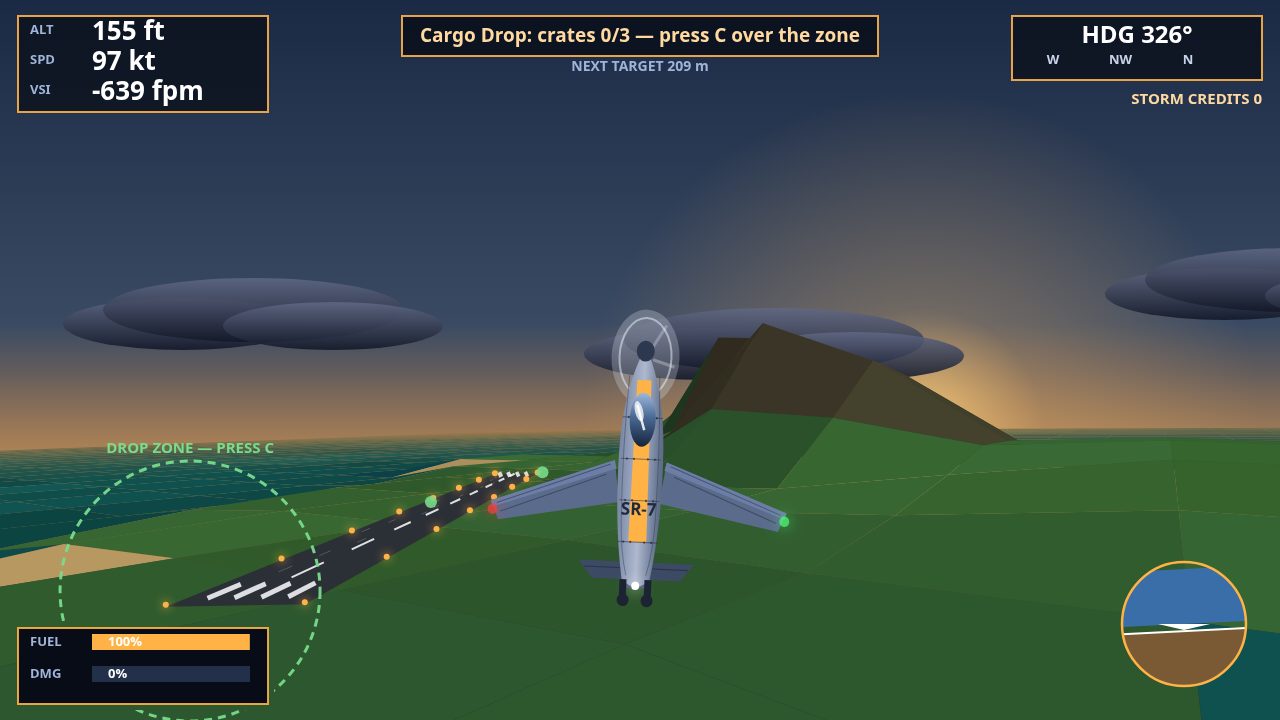 ALT 155 ft
SPD 97 kt
VSI -639 fpm
Cargo Drop: crates 0/3 — press C over the zone
NEXT TARGET 209 m
HDG 326°
W NW N
STORM CREDITS 0
DROP ZONE — PRESS C
SR-7
FUEL 100%
DMG 0%